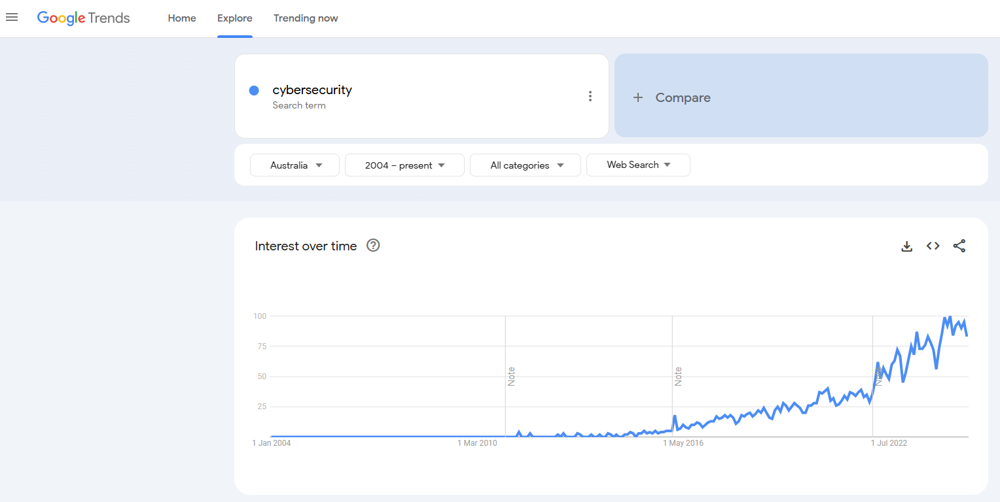 Google Trends Home Explore Trending now
cybersecurity
Search term
+ Compare
Australia 2004 – present All categories Web Search
Interest over time
100
75
50
25
Note Note Note
1 Jan 2004 1 Mar 2010 1 May 2016 1 Jul 2022